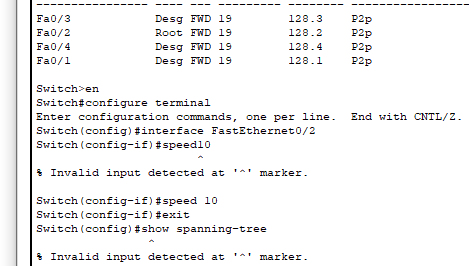 ---------------- ---- --- --------- -------- --------------------
Fa0/3            Desg FWD 19        128.3    P2p
Fa0/2            Root FWD 19        128.2    P2p
Fa0/4            Desg FWD 19        128.4    P2p
Fa0/1            Desg FWD 19        128.1    P2p
Switch>en
Switch#configure terminal
Enter configuration commands, one per line.  End with CNTL/Z.
Switch(config)#interface FastEthernet0/2
Switch(config-if)#speed10
                       ^
% Invalid input detected at '^' marker.
Switch(config-if)#speed 10
Switch(config-if)#exit
Switch(config)#show spanning-tree
                ^
% Invalid input detected at '^' marker.